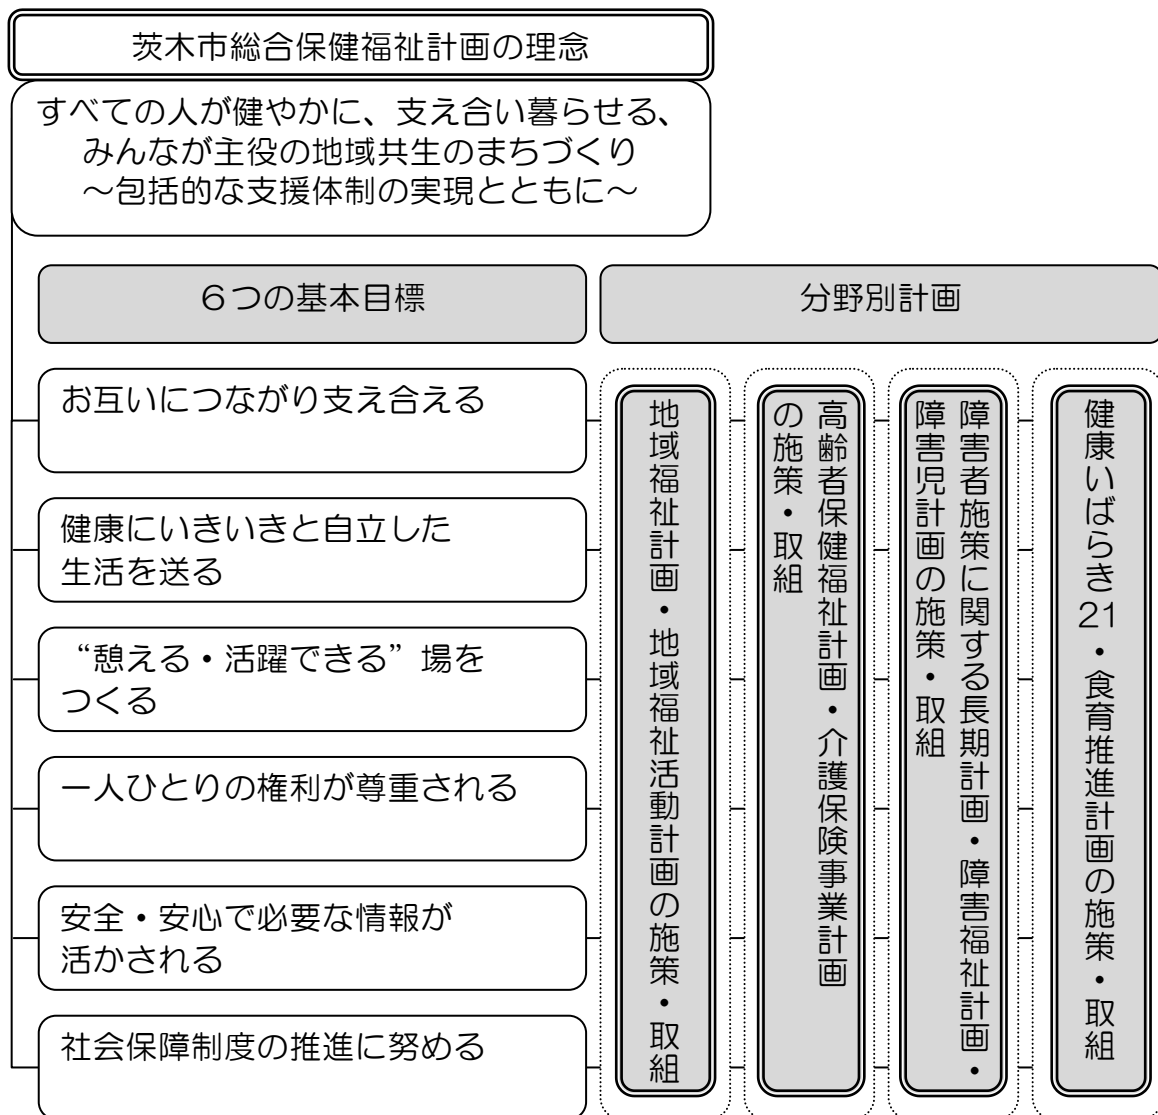 茨木市総合保健福祉計画の理念
すべての人が健やかに、支え合い暮らせる、
みんなが主役の地域共生のまちづくり
～包括的な支援体制の実現とともに～
６つの基本目標
分野別計画
お互いにつながり支え合える
健康にいきいきと自立した
生活を送る
“憩える・活躍できる”場を
つくる
一人ひとりの権利が尊重される
安全・安心で必要な情報が
活かされる
社会保障制度の推進に努める
地域福祉計画・地域福祉活動計画の施策・取組
高齢者保健福祉計画・介護保険事業計画
の施策・取組
障害者施策に関する長期計画・障害福祉計画・
障害児計画の施策・取組
健康いばらき21・食育推進計画の施策・取組